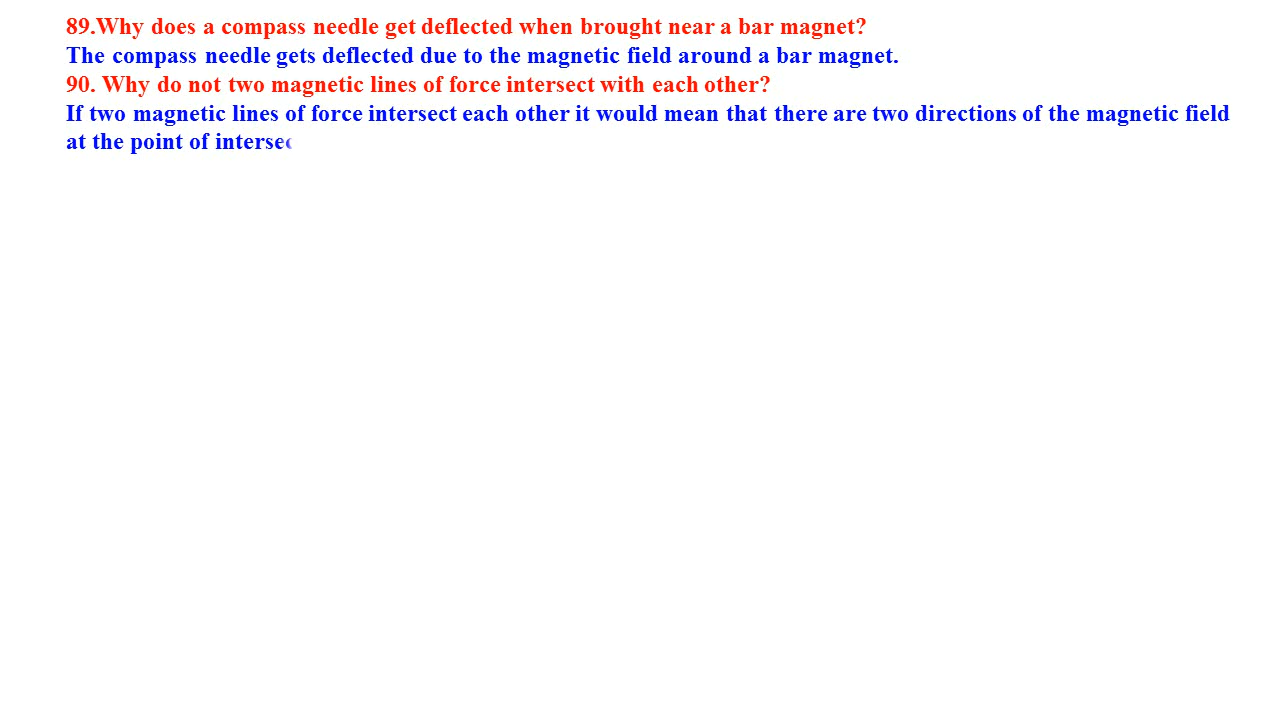 89.Why does a compass needle get deflected when brought near a bar magnet?
The compass needle gets deflected due to the magnetic field around a bar magnet.
90. Why do not two magnetic lines of force intersect with each other?
If two magnetic lines of force intersect each other it would mean that there are two directions of the magnetic field
at the point of intersec